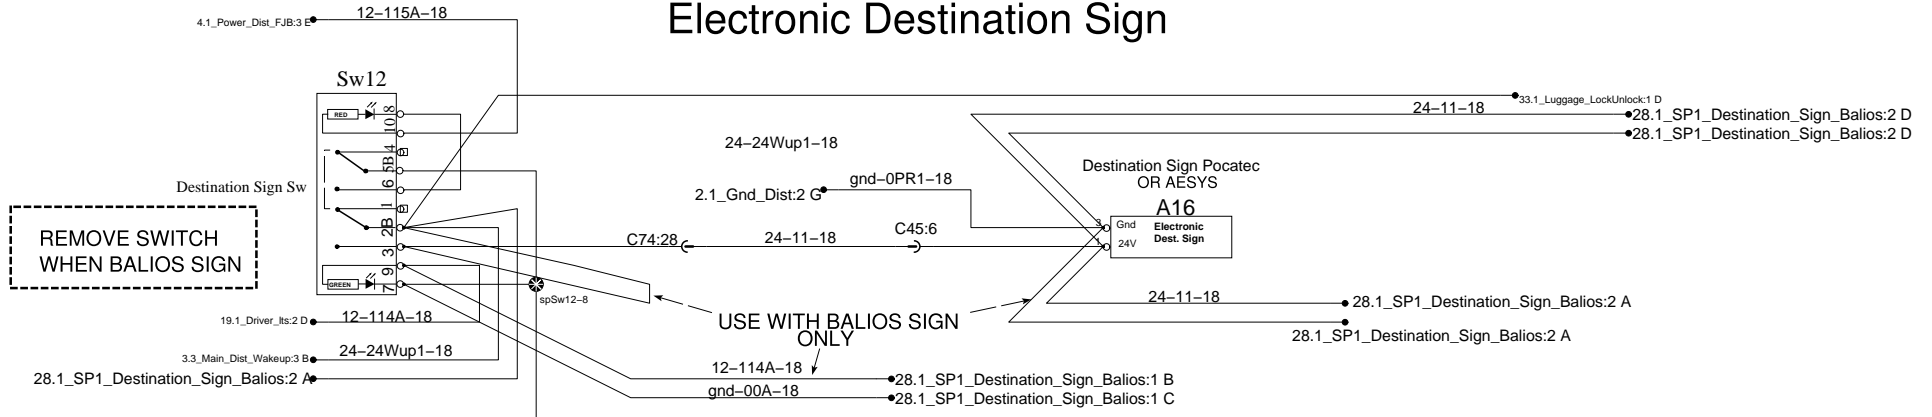 Electronic Destination Sign
12-115A-18
4.1_Power_Dist_FJB:3 E
Sw12
RED
8
10
4
5B
6
1
2B
3
9
7
GREEN
Destination Sign Sw
REMOVE SWITCH
WHEN BALIOS SIGN
33.1_Luggage_LockUnlock:1 D
24-11-18
28.1_SP1_Destination_Sign_Balios:2 D
28.1_SP1_Destination_Sign_Balios:2 D
24-24Wup1-18
Destination Sign Pocatec
OR AESYS
A16
2.1_Gnd_Dist:2 G
gnd-0PR1-18
3
Gnd
Electronic
Dest. Sign
1
24V
C74:28
24-11-18
C45:6
spSw12-8
19.1_Driver_lts:2 D
12-114A-18
3.3_Main_Dist_Wakeup:3 B
24-24Wup1-18
28.1_SP1_Destination_Sign_Balios:2 A
USE WITH BALIOS SIGN
ONLY
24-11-18
28.1_SP1_Destination_Sign_Balios:2 A
28.1_SP1_Destination_Sign_Balios:2 A
12-114A-18
28.1_SP1_Destination_Sign_Balios:1 B
gnd-00A-18
28.1_SP1_Destination_Sign_Balios:1 C